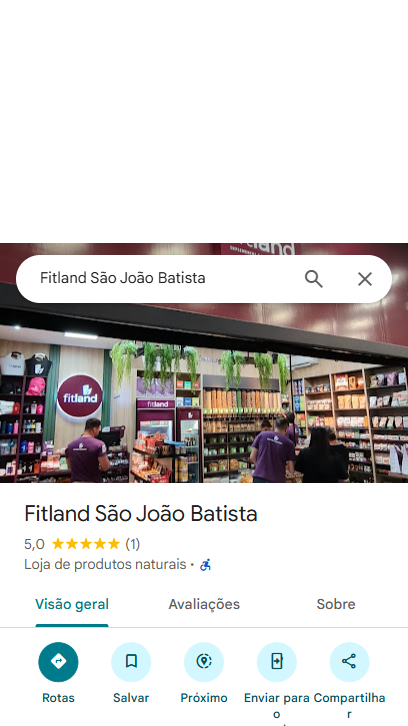 fitland
Fitland São João Batista
fitland
fitland
Fitland São João Batista
5,0 (1)
Loja de produtos naturais ·
Visão geral Avaliações Sobre
Rotas Salvar Próximo Enviar para o Compartilhar